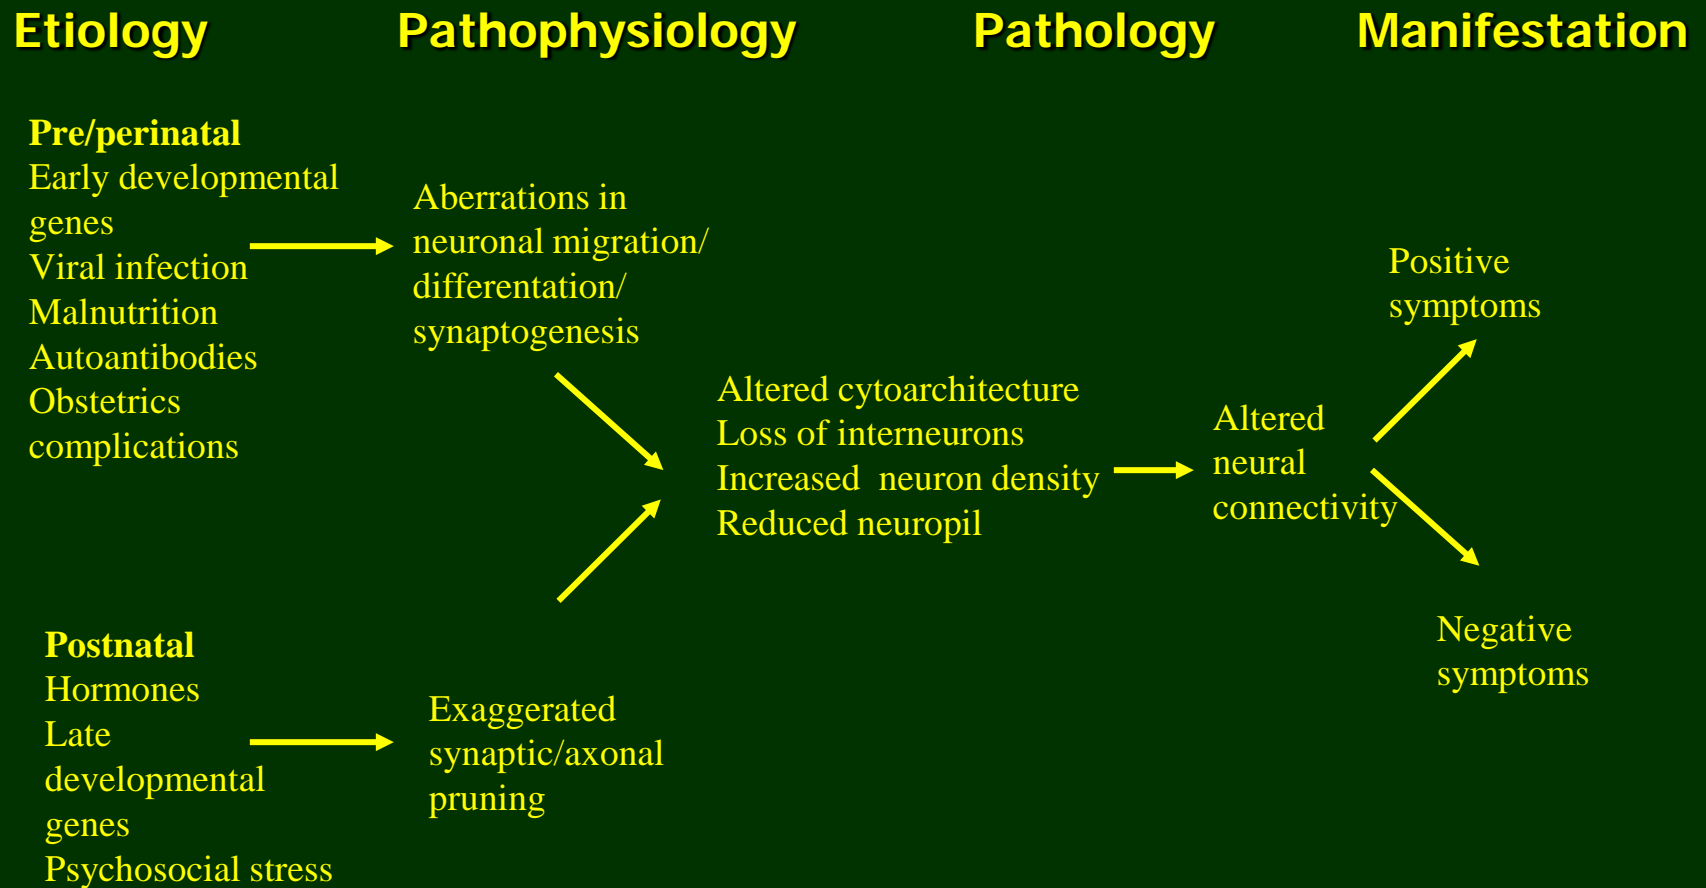 Etiology Pathophysiology Pathology Manifestation
Pre/perinatal
Early developmental
genes
Viral infection
Malnutrition
Autoantibodies
Obstetrics
complications
Aberrations in
neuronal migration/
differentation/
synaptogenesis
Postnatal
Hormones
Late
developmental
genes
Psychosocial stress
Exaggerated
synaptic/axonal
pruning
Altered cytoarchitecture
Loss of interneurons
Increased neuron density
Reduced neuropil
Altered
neural
connectivity
Positive
symptoms
Negative
symptoms